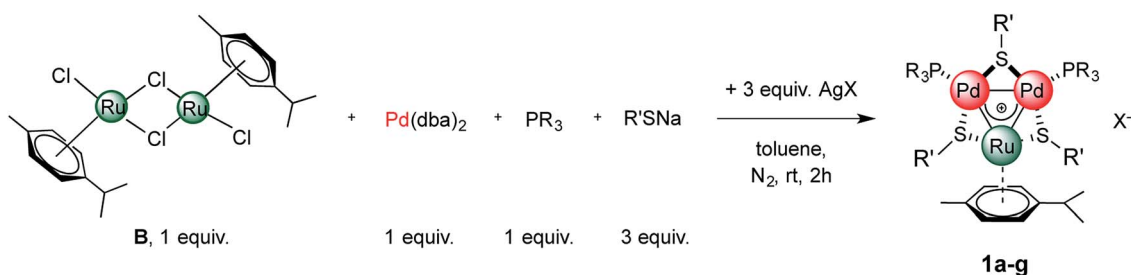 Cl
Ru
Cl
Cl
Ru
Cl
+
Pd(dba)2
+
PR3
+
R'SNa
+ 3 equiv. AgX
toluene,
N2, rt, 2h
R'
S
R3P
PR3
Pd
Pd
+
S
Ru
S
R'
R'
X-
B, 1 equiv.
1 equiv.
1 equiv.
3 equiv.
1a-g